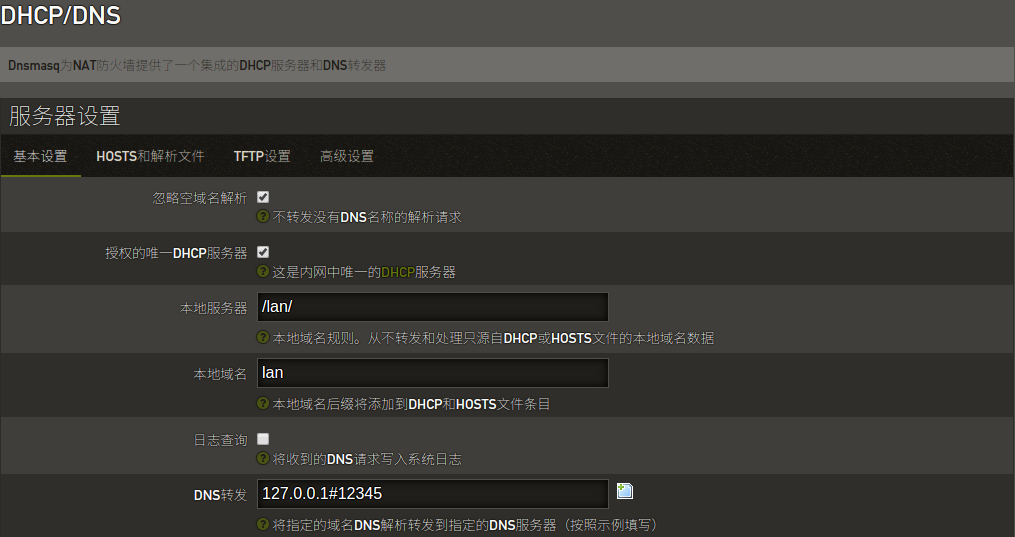 DHCP/DNS
Dnsmasq为NAT防火墙提供了一个集成的DHCP服务器和DNS转发器
服务器设置
基本设置 HOSTS和解析文件 TFTP设置 高级设置
忽略空域名解析
不转发没有DNS名称的解析请求
授权的唯一DHCP服务器
这是内网中唯一的DHCP服务器
本地服务器 /lan/
本地域名规则。从不转发和处理只源自DHCP或HOSTS文件的本地域名数据
本地域名 lan
本地域名后缀将添加到DHCP和HOSTS文件条目
日志查询
将收到的DNS请求写入系统日志
DNS转发 127.0.0.1#12345
将指定的域名DNS解析转发到指定的DNS服务器（按照示例填写）